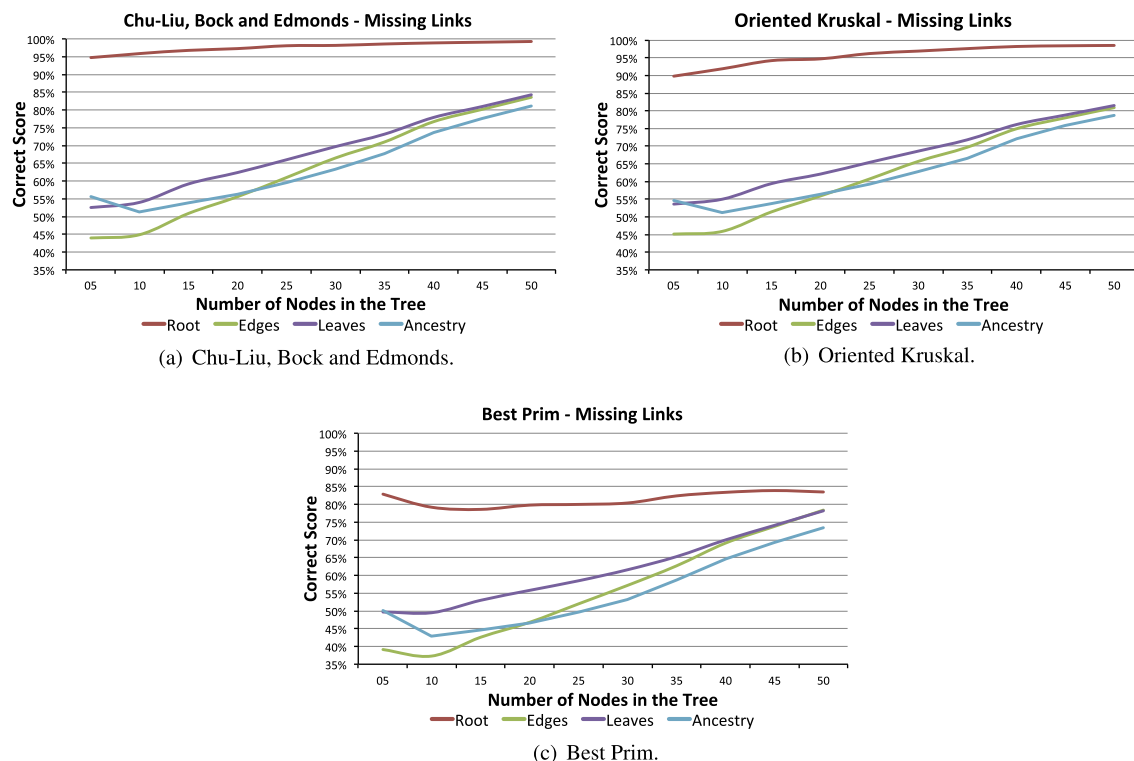 Chu-Liu, Bock and Edmonds - Missing Links
100%
95%
90%
85%
80%
75%
70%
65%
60%
55%
50%
45%
40%
35%
Correct Score
05 10 15 20 25 30 35 40 45 50
Number of Nodes in the Tree
Root Edges Leaves Ancestry
(a) Chu-Liu, Bock and Edmonds.
Oriented Kruskal - Missing Links
100%
95%
90%
85%
80%
75%
70%
65%
60%
55%
50%
45%
40%
35%
Correct Score
05 10 15 20 25 30 35 40 45 50
Number of Nodes in the Tree
Root Edges Leaves Ancestry
(b) Oriented Kruskal.
Best Prim - Missing Links
100%
95%
90%
85%
80%
75%
70%
65%
60%
55%
50%
45%
40%
35%
Correct Score
05 10 15 20 25 30 35 40 45 50
Number of Nodes in the Tree
Root Edges Leaves Ancestry
(c) Best Prim.